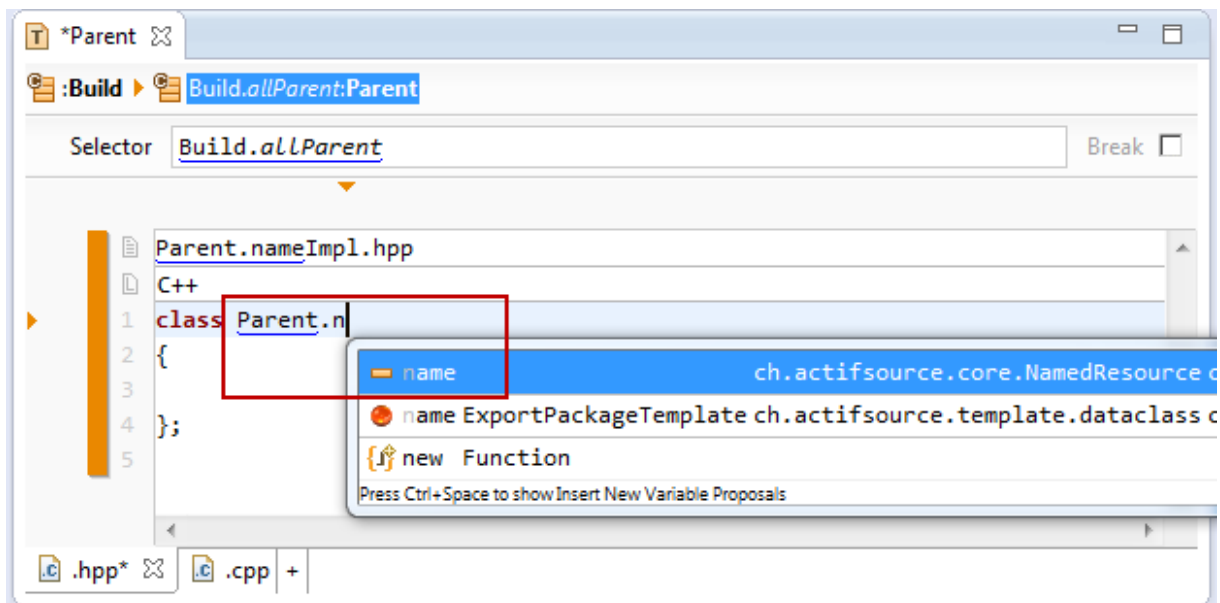 *Parent
:Build Build.allParent:Parent
Selector Build.allParent Break
Parent.nameImpl.hpp
C++
1 class Parent.n
2 {
name ch.actifsource.core.NamedResource
3
name ExportPackageTemplate ch.actifsource.template.dataclass
4 };
5
new Function
Press Ctrl+Space to show Insert New Variable Proposals
.hpp* .cpp +